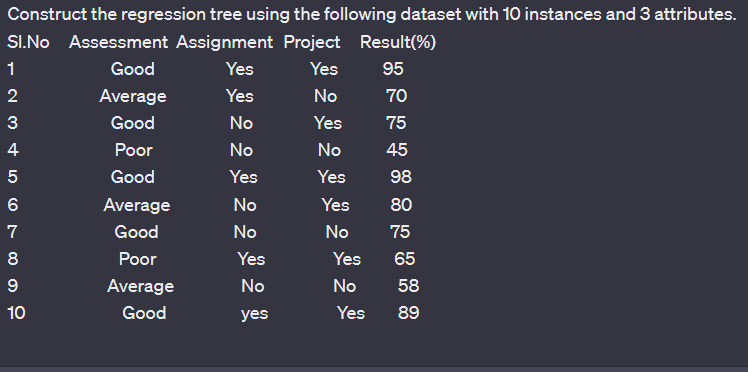 Construct the regression tree using the following dataset with 10 instances and 3 attributes.
Sl.No Assessment Assignment Project Result(%)
1 Good Yes Yes 95
2 Average Yes No 70
3 Good No Yes 75
4 Poor No No 45
5 Good Yes Yes 98
6 Average No Yes 80
7 Good No No 75
8 Poor Yes Yes 65
9 Average No No 58
10 Good yes Yes 89